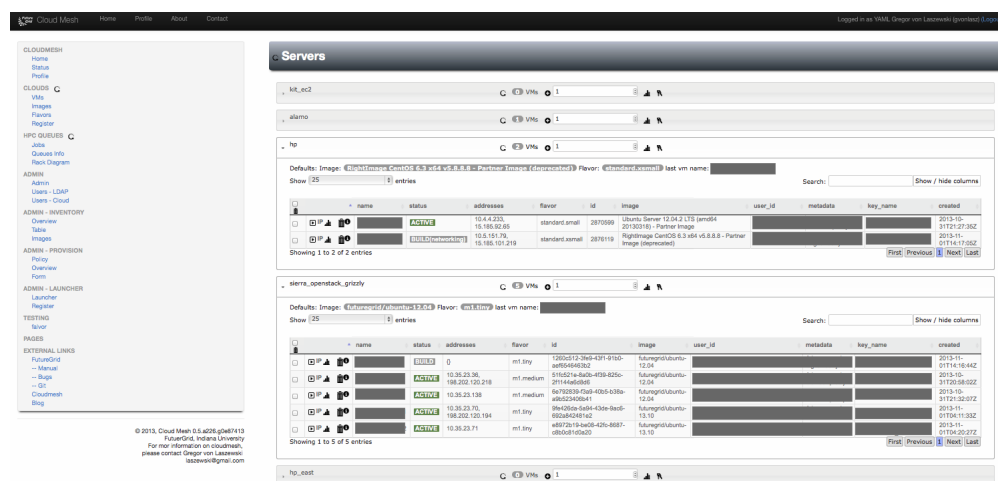 Cloud Mesh Home Profile About Contact Logged in as YAML Gregor von Laszewski (gvonlasz) (Logo
CLOUDMESH
Home
Status
Profile
CLOUDS
VMs
Images
Flavors
Register
HPC QUEUES
Jobs
Queues Info
Rack Diagram
ADMIN
Admin
Users - LDAP
Users - Cloud
ADMIN - INVENTORY
Overview
Table
Images
ADMIN - PROVISION
Policy
Overview
Form
ADMIN - LAUNCHER
Launcher
Register
TESTING
faivor
PAGES
EXTERNAL LINKS
FutureGrid
-- Manual
-- Bugs
-- Git
Cloudmesh
Blog
© 2013, Cloud Mesh 0.5.a226.g0e87413
FutuerGrid, Indiana University
For mor information on cloudmesh,
please contact Gregor von Laszewski
laszewski@gmail.com
Servers
kit_ec2 0 VMs 1
alamo 1 VMs 1
hp 2 VMs 1
Defaults: Image: RightImage CentOS 6.3 x64 v5.8.8.8 - Partner Image (deprecated) Flavor: standard.xsmall last vm name:
Show 25 entries Search: Show / hide columns
name status addresses flavor id image user_id metadata key_name created
IP ACTIVE 10.4.4.233, 15.185.92.65 standard.small 2870599 Ubuntu Server 12.04.2 LTS (amd64 20130318) - Partner Image 2013-10-31T21:27:35Z
IP BUILD(networking) 10.5.151.79, 15.185.101.219 standard.xsmall 2876119 RightImage CentOS 6.3 x64 v5.8.8.8 - Partner Image (deprecated) 2013-11-01T14:17:05Z
Showing 1 to 2 of 2 entries First Previous 1 Next Last
sierra_openstack_grizzly 5 VMs 1
Defaults: Image: futuregrid/ubuntu-12.04 Flavor: m1.tiny last vm name:
Show 25 entries Search: Show / hide columns
name status addresses flavor id image user_id metadata key_name created
IP BUILD {} m1.tiny 1260c512-3fe9-43f1-91b0-aef6546463b2 futuregrid/ubuntu-12.04 2013-11-01T14:16:44Z
IP ACTIVE 10.35.23.36, 198.202.120.218 m1.medium 51fc521e-8a0b-4f39-825c-2f1144a6d8d6 futuregrid/ubuntu-12.04 2013-10-31T20:58:02Z
IP ACTIVE 10.35.23.138 m1.medium 6e792839-f3a9-40b5-b38a-a9b523406b41 futuregrid/ubuntu-12.04 2013-10-31T21:32:07Z
IP ACTIVE 10.35.23.70, 198.202.120.194 m1.tiny 9fe426da-5a94-43de-9ac6-692a842481e2 futuregrid/ubuntu-13.10 2013-11-01T04:11:33Z
IP ACTIVE 10.35.23.71 m1.tiny e8972b19-be08-42fc-8687-c8b0c81d0a20 futuregrid/ubuntu-13.10 2013-11-01T04:20:27Z
Showing 1 to 5 of 5 entries First Previous 1 Next Last
hp_east 0 VMs 1